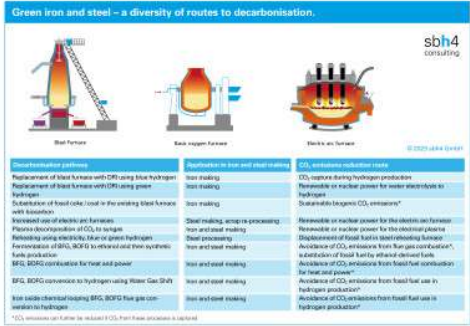 Green iron and steel – a diversity of routes to decarbonisation.
sbh4
consulting
Blast Furnace
Basic oxygen furnace
Electric arc furnace
© 2023 sbh4 GmbH
Decarbonisation pathway Application in iron and steel making CO₂ emissions reduction route
Replacement of blast furnace with DRI using blue hydrogen Iron making CO₂ capture during hydrogen production
Replacement of blast furnace with DRI using green Iron making Renewable or nuclear power for water electrolysis to
hydrogen hydrogen
Substitution of fossil coke / coal in the existing blast furnace Iron making Sustainable biogenic CO₂ emissions*
with biocarbon
Increased use of electric arc furnaces Steel making, scrap re-processing Renewable or nuclear power for the electric arc furnace
Plasma decomposition of CO₂ to syngas Iron and steel making Renewable or nuclear power for the electrical plasma
Reheating using electricity, blue or green hydrogen Steel processing Displacement of fossil fuel in steel reheating furnace
Fermentation of BFG, BOFG to ethanol and then synthetic Iron and steel making Avoidance of CO₂ emissions from flue gas combustion*,
fuels production substitution of fossil fuel by ethanol-derived fuels
BFG, BOFG combustion for heat and power Iron and steel making Avoidance of CO₂ emissions from fossil fuel combustion
for heat and power*
BFG, BOFG conversion to hydrogen using Water Gas Shift Iron and steel making Avoidance of CO₂ emissions from fossil fuel use in
hydrogen production*
Iron oxide chemical looping BFG, BOFG flue gas con- Iron and steel making Avoidance of CO₂ emissions from fossil fuel use in
version to hydrogen hydrogen production*
*CO₂ emissions can further be reduced if CO₂ from these processes is captured